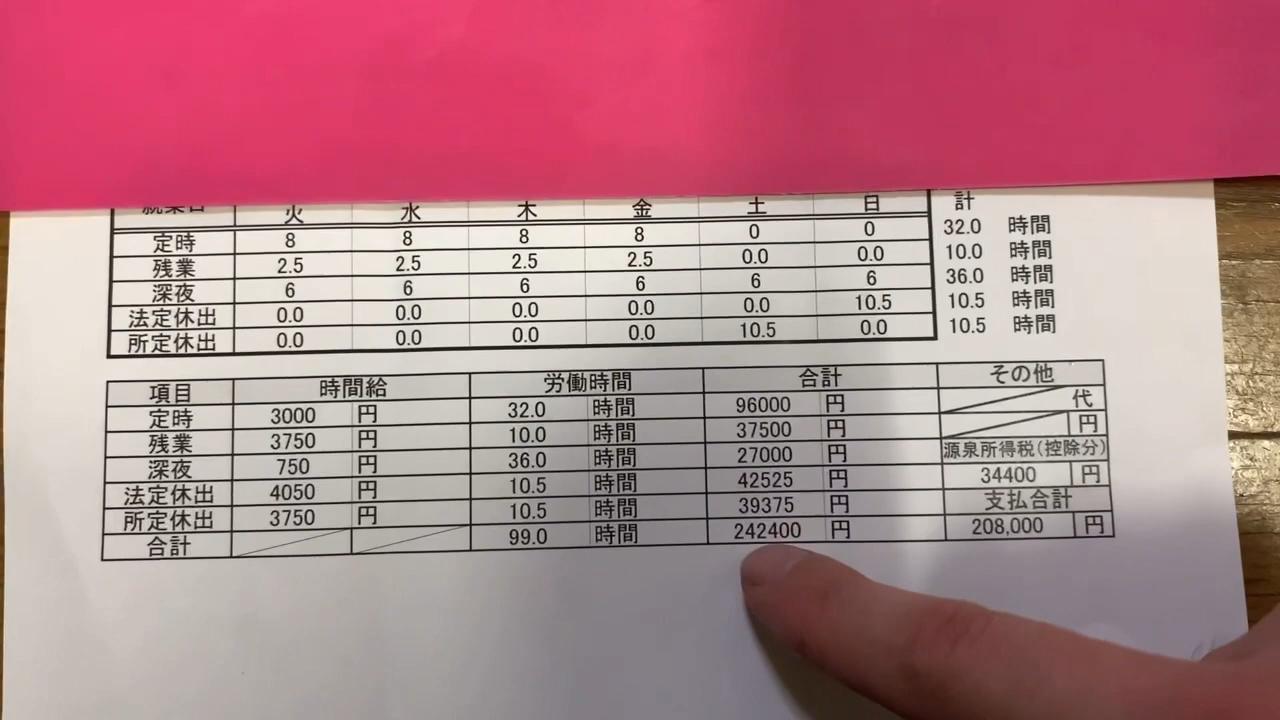 就業日 火 水 木 金 土 日 計
定時 8 8 8 8 0 0 32.0 時間
残業 2.5 2.5 2.5 2.5 0.0 0.0 10.0 時間
深夜 6 6 6 6 6 6 36.0 時間
法定休出 0.0 0.0 0.0 0.0 0.0 10.5 10.5 時間
所定休出 0.0 0.0 0.0 0.0 10.5 0.0 10.5 時間
項目 時間給 労働時間 合計 その他
定時 3000 円 32.0 時間 96000 円 代
残業 3750 円 10.0 時間 37500 円 円
深夜 750 円 36.0 時間 27000 円 源泉所得税(控除分)
法定休出 4050 円 10.5 時間 42525 円 34400 円
所定休出 3750 円 10.5 時間 39375 円 支払合計
合計 99.0 時間 242400 円 208,000 円